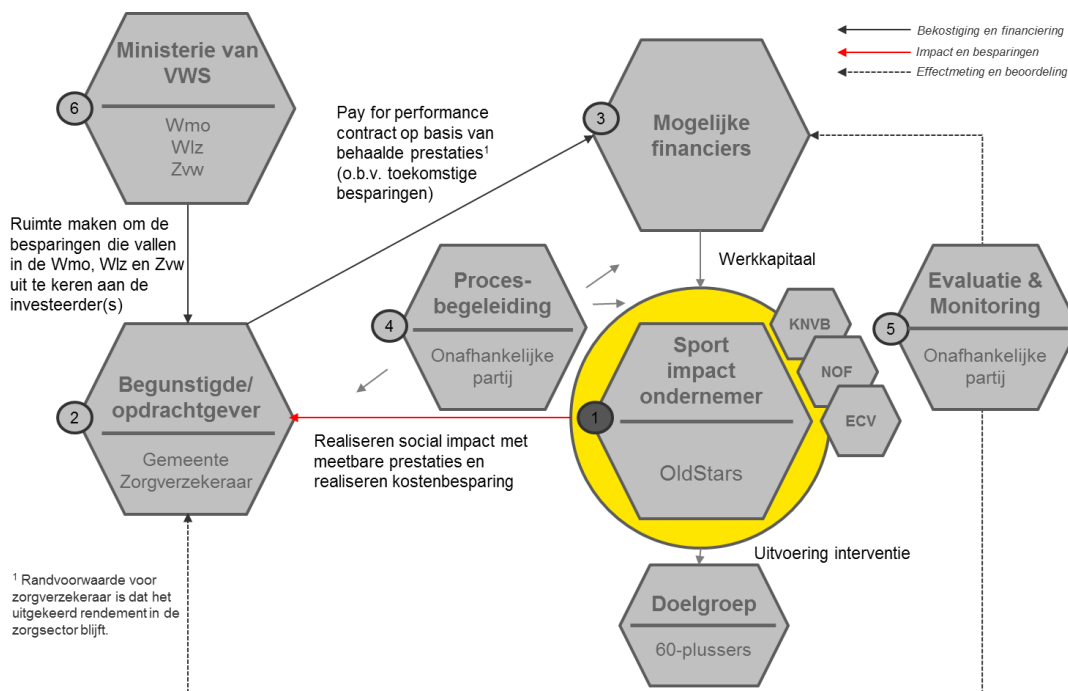 Ministerie van
VWS
6
Wmo
Wlz
Zvw
Bekostiging en financiering
Impact en besparingen
Effectmeting en beoordeling
Pay for performance
contract op basis van
behaalde prestaties¹
(o.b.v. toekomstige
besparingen)
3
Mogelijke
financiers
Ruimte maken om de
besparingen die vallen
in de Wmo, Wlz en Zvw
uit te keren aan de
investeerder(s)
Werkkapitaal
Proces-
begeleiding
4
Onafhankelijke
partij
Evaluatie &
Monitoring
5
Onafhankelijke
partij
KNVB
NOF
ECV
Sport
impact
ondernemer
1
OldStars
Begunstigde/
opdrachtgever
2
Gemeente
Zorgverzekeraar
Realiseren social impact met
meetbare prestaties en
realiseren kostenbesparing
Uitvoering interventie
Doelgroep
60-plussers
¹ Randvoorwaarde voor
zorgverzekeraar is dat het
uitgekeerd rendement in de
zorgsector blijft.